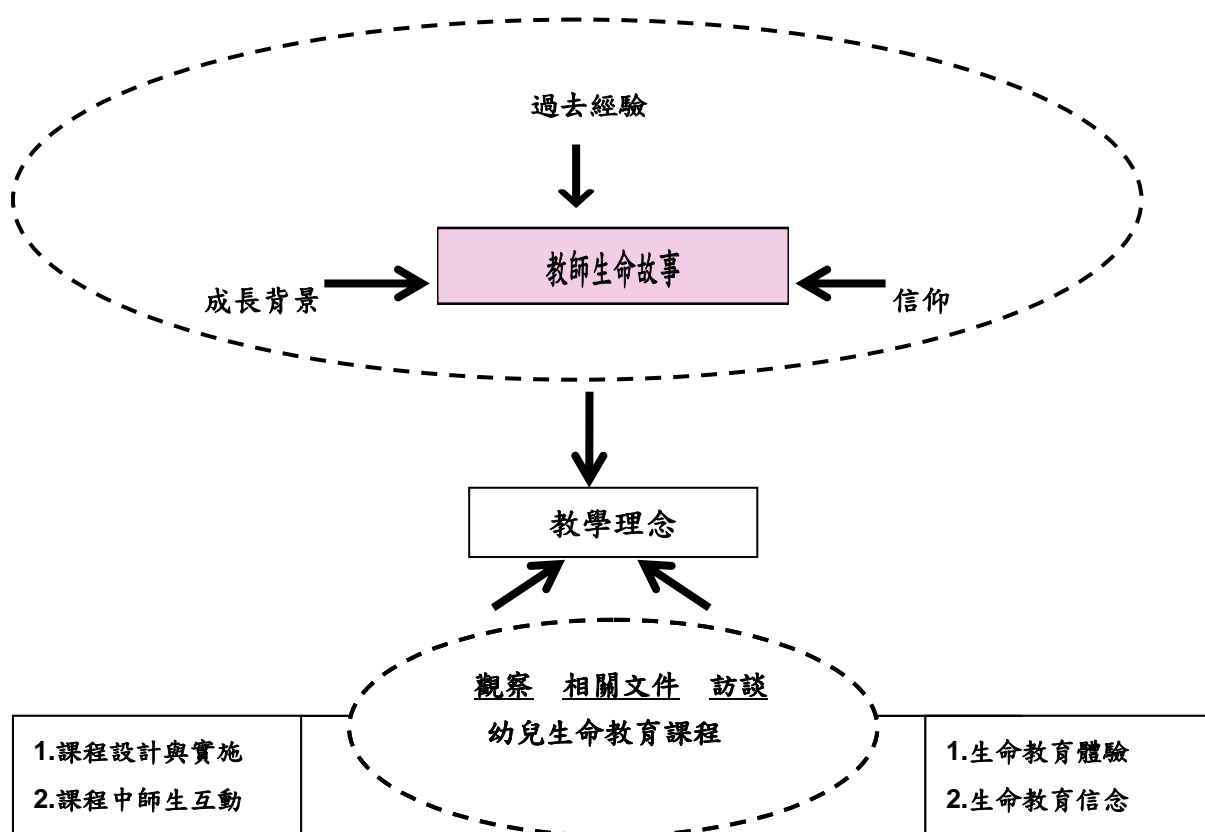 過去經驗
教師生命故事
成長背景
信仰
教學理念
觀察 相關文件 訪談
幼兒生命教育課程
1.課程設計與實施
2.課程中師生互動
1.生命教育體驗
2.生命教育信念